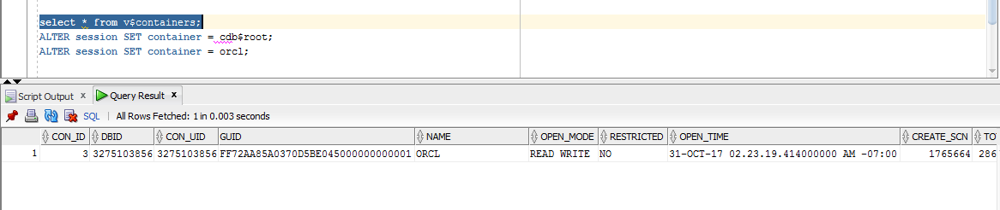 select * from v$containers;
ALTER session SET container = cdb$root;
ALTER session SET container = orcl;
Script Output x Query Result x
SQL | All Rows Fetched: 1 in 0.003 seconds
CON_ID DBID CON_UID GUID NAME OPEN_MODE RESTRICTED OPEN_TIME CREATE_SCN TO
1 3 3275103856 3275103856 FF72AA85A0370D5BE045000000000001 ORCL READ WRITE NO 31-OCT-17 02.23.19.414000000 AM -07:00 1765664 286